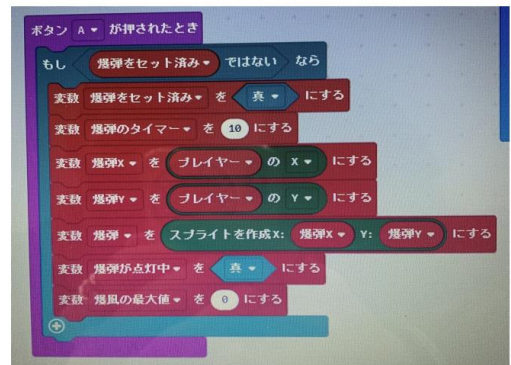 ボタン A が押されたとき
もし 爆弾をセット済み ではない なら
変数 爆弾をセット済み を 真 にする
変数 爆弾のタイマー を 10 にする
変数 爆弾X を プレイヤー の X にする
変数 爆弾Y を プレイヤー の Y にする
変数 爆弾 を スプライトを作成X: 爆弾X Y: 爆弾Y にする
変数 爆弾が点灯中 を 真 にする
変数 爆風の最大値 を 0 にする